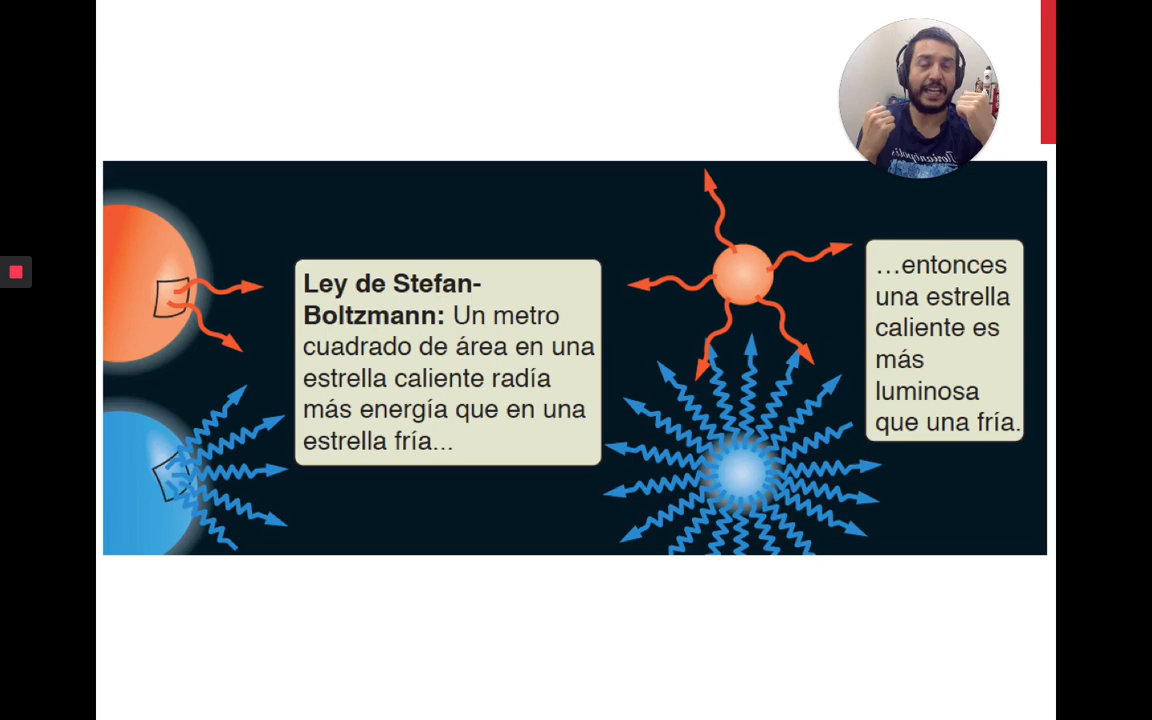 Ley de Stefan-
Boltzmann: Un metro
cuadrado de área en una
estrella caliente radía
más energía que en una
estrella fría...
…entonces
una estrella
caliente es
más
luminosa
que una fría.
Florianópolis